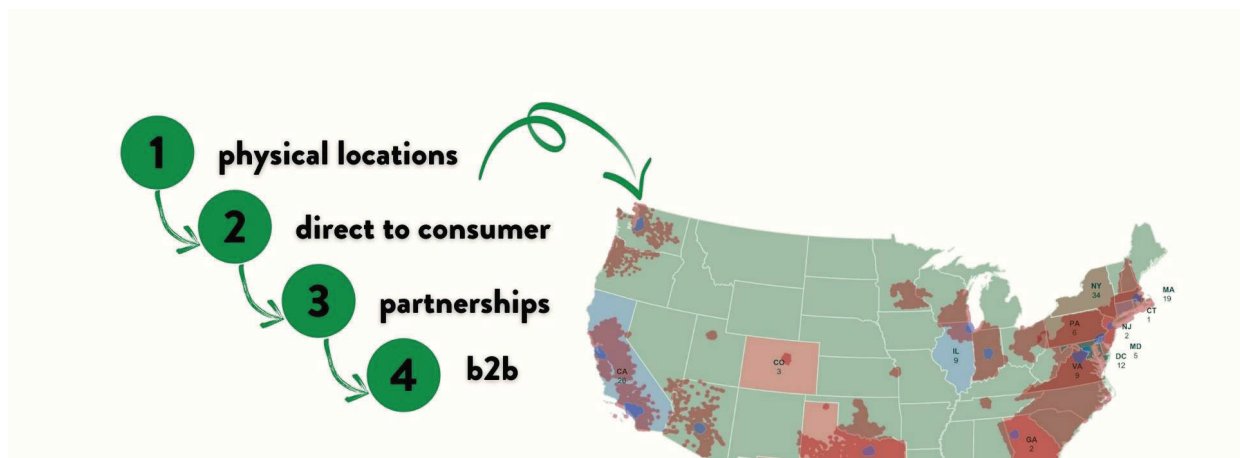 1 physical locations
2 direct to consumer
3 partnerships
4 b2b
NY
34
MA
19
CT
1
PA
6
NJ
2
MD
5
DC
12
VA
9
IL
9
CO
3
CA
26
GA
2